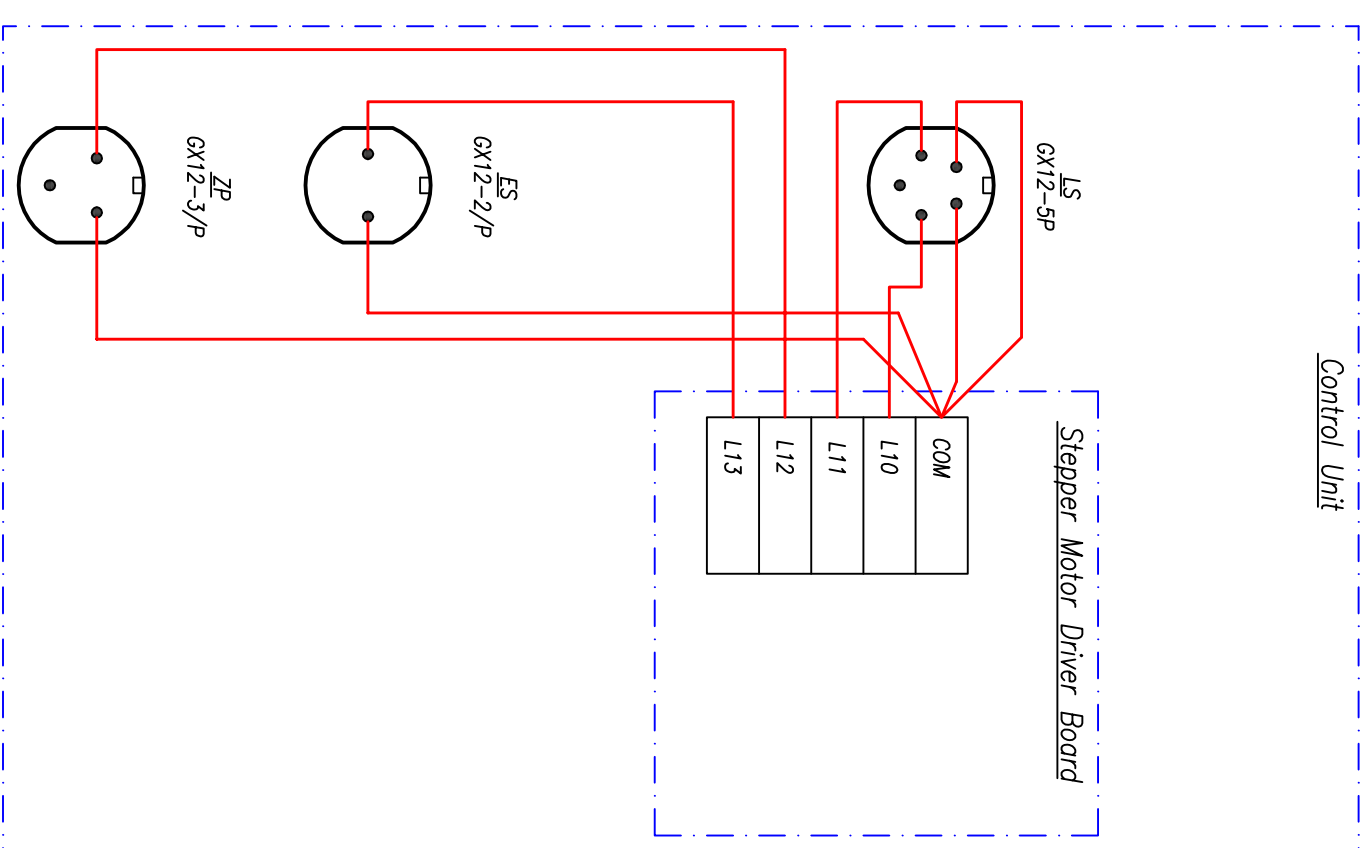 Control Unit
LS
GX12-5P
ES
GX12-2/P
ZP
GX12-3/P
Stepper Motor Driver Board
COM
L10
L11
L12
L13